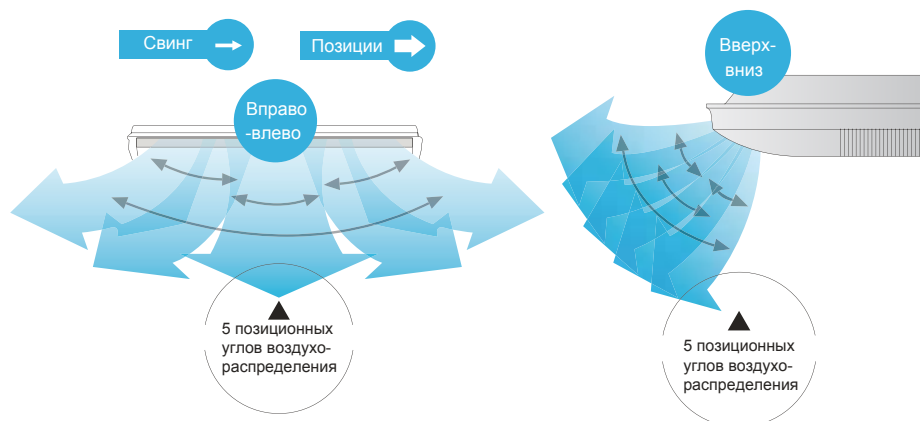 Свинг
Позиции
Вверх-
вниз
Вправо
-влево
5 позиционных
углов воздухо-
распределения
5 позиционных
углов воздухо-
распределения